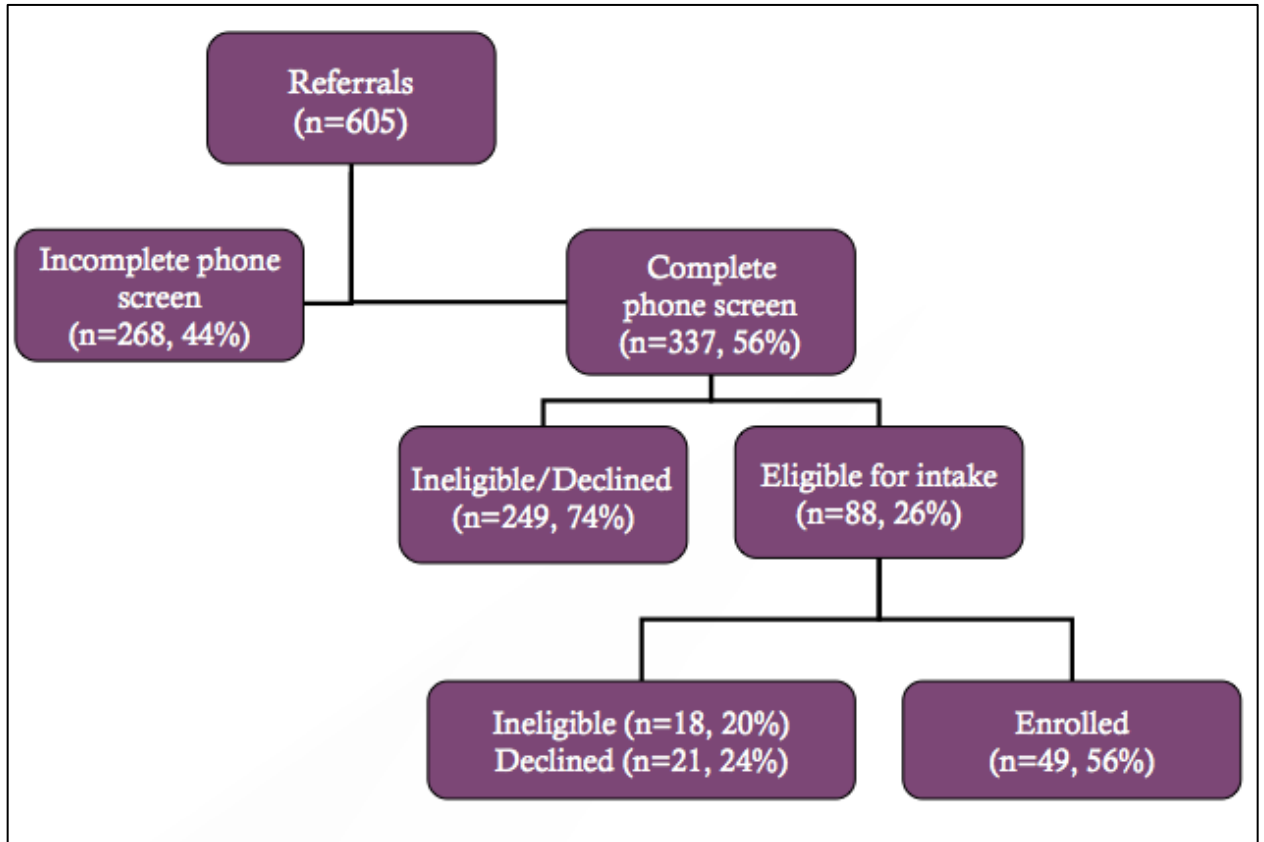 Referrals
(n=605)
Incomplete phone
screen
(n=268, 44%)
Complete
phone screen
(n=337, 56%)
Ineligible/Declined
(n=249, 74%)
Eligible for intake
(n=88, 26%)
Ineligible (n=18, 20%)
Declined (n=21, 24%)
Enrolled
(n=49, 56%)